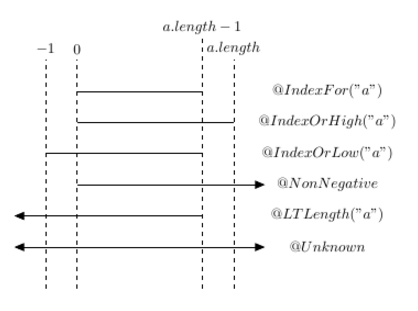 a.length − 1
−1 0 a.length
@IndexFor("a")
@IndexOrHigh("a")
@IndexOrLow("a")
@NonNegative
@LTLength("a")
@Unknown